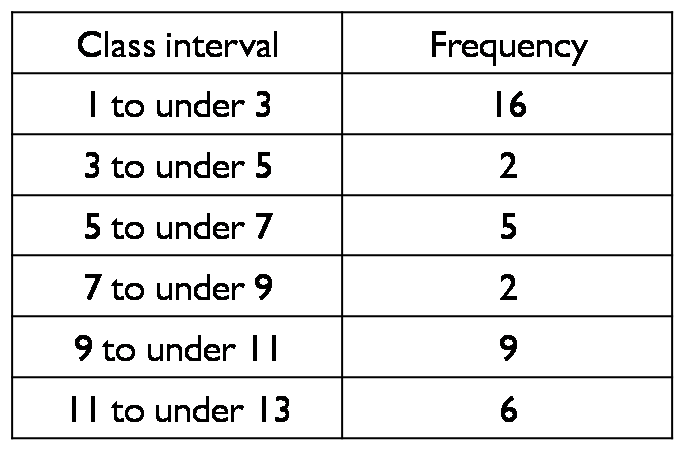 Class interval Frequency
1 to under 3 16
3 to under 5 2
5 to under 7 5
7 to under 9 2
9 to under 11 9
11 to under 13 6